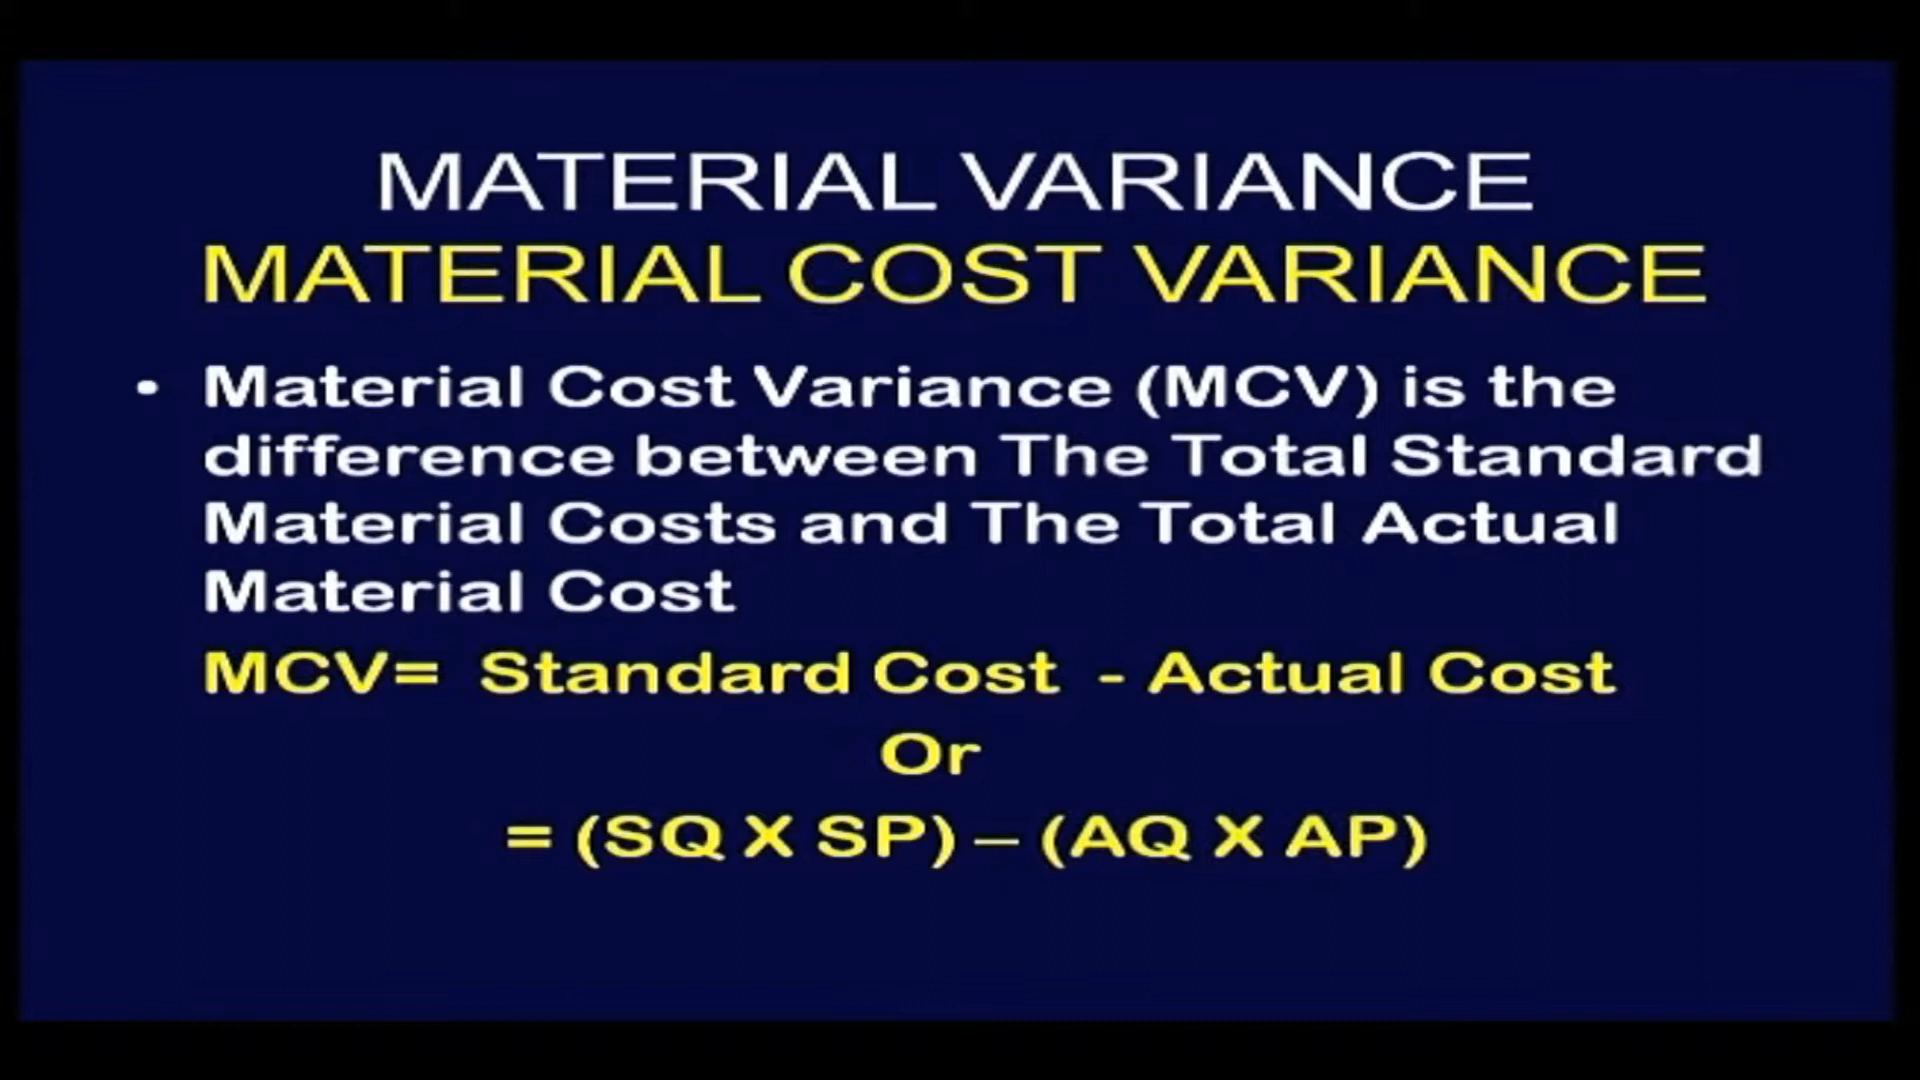 MATERIAL VARIANCE
MATERIAL COST VARIANCE
• Material Cost Variance (MCV) is the
difference between The Total Standard
Material Costs and The Total Actual
Material Cost
MCV= Standard Cost - Actual Cost
Or
= (SQ X SP) – (AQ X AP)